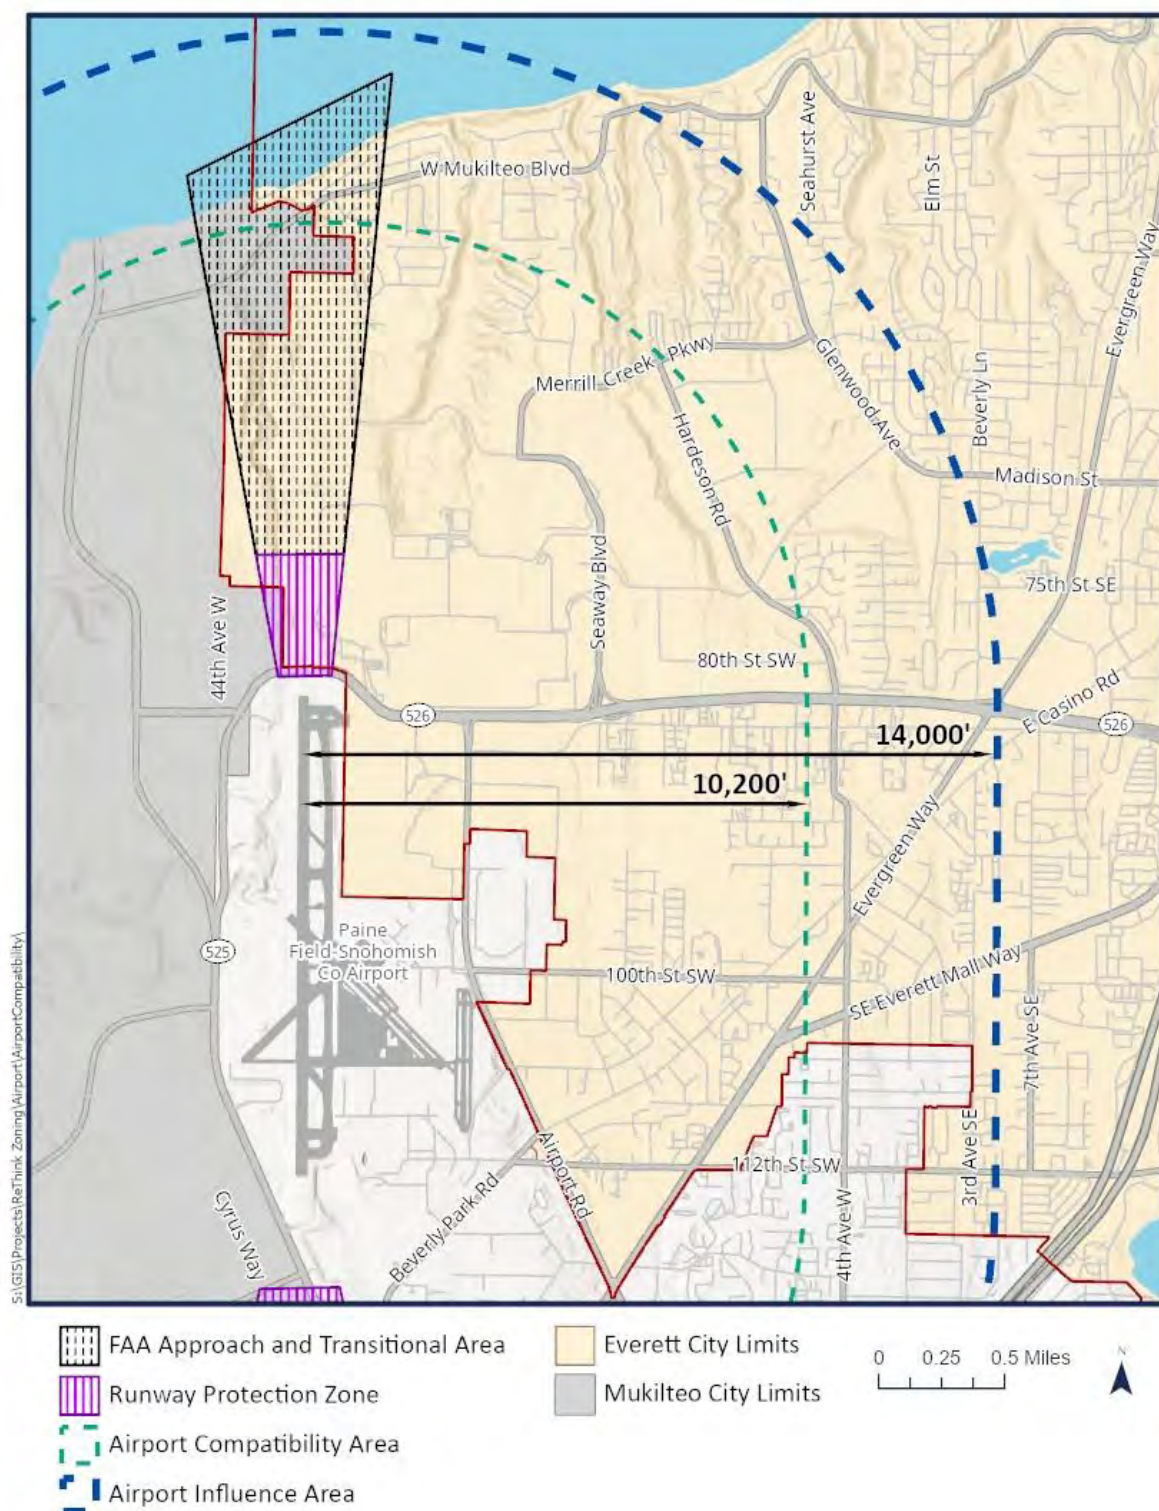 W Mukilteo Blvd
Seahurst Ave
Elm St
Evergreen Way
Merrill Creek Pkwy
Glenwood Ave
Beverly Ln
Hardeson Rd
Madison St
Seaway Blvd
75th St SE
44th Ave W
80th St SW
E Casino Rd
526
526
14,000'
10,200'
Evergreen Way
Paine
Field-Snohomish
Co Airport
525
100th St SW
SE Everett Mall Way
7th Ave SE
3rd Ave SE
112th St SW
Airport Rd
Beverly Park Rd
4th Ave W
Cyrus Way
S:\GIS\Projects\ReThink Zoning\Airport\AirportCompatibility\
FAA Approach and Transitional Area
Runway Protection Zone
Airport Compatibility Area
Airport Influence Area
Everett City Limits
Mukilteo City Limits
0 0.25 0.5 Miles
N